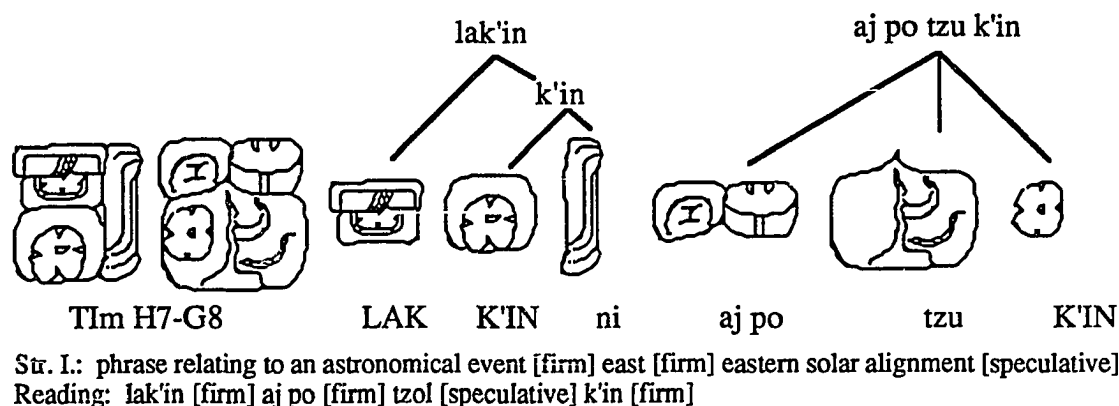 lak'in aj po tzu k'in
k'in
TIm H7-G8 LAK K'IN ni aj po tzu K'IN
Str. I.: phrase relating to an astronomical event [firm] east [firm] eastern solar alignment [speculative]
Reading: lak'in [firm] aj po [firm] tzol [speculative] k'in [firm]